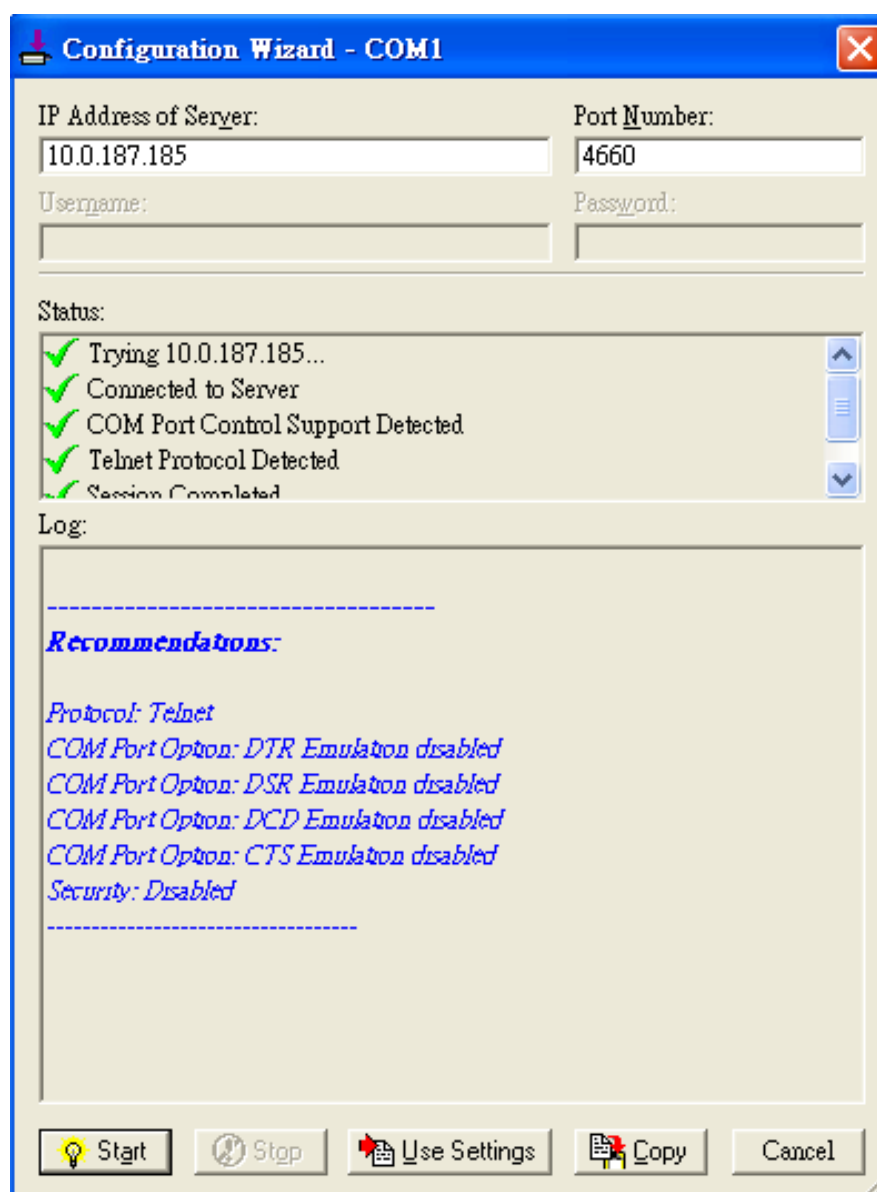 Configuration Wizard - COM1
IP Address of Server: Port Number:
10.0.187.185 4660
Username: Password:
Status:
Trying 10.0.187.185...
Connected to Server
COM Port Control Support Detected
Telnet Protocol Detected
Session Completed
Log:
----------------------------------
Recommendations:
Protocol: Telnet
COM Port Option: DTR Emulation disabled
COM Port Option: DSR Emulation disabled
COM Port Option: DCD Emulation disabled
COM Port Option: CTS Emulation disabled
Security: Disabled
----------------------------------
Start Stop Use Settings Copy Cancel